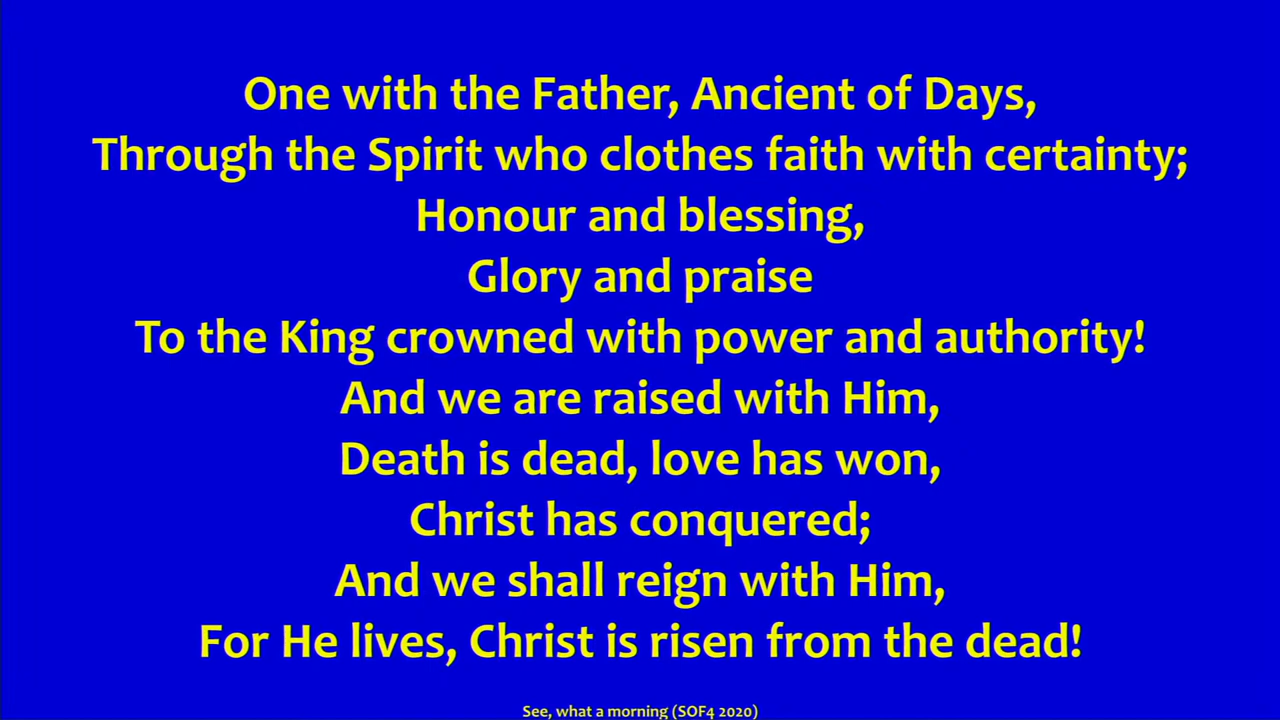 One with the Father, Ancient of Days,
Through the Spirit who clothes faith with certainty;
Honour and blessing,
Glory and praise
To the King crowned with power and authority!
And we are raised with Him,
Death is dead, love has won,
Christ has conquered;
And we shall reign with Him,
For He lives, Christ is risen from the dead!
See, what a morning (SOF4 2020)